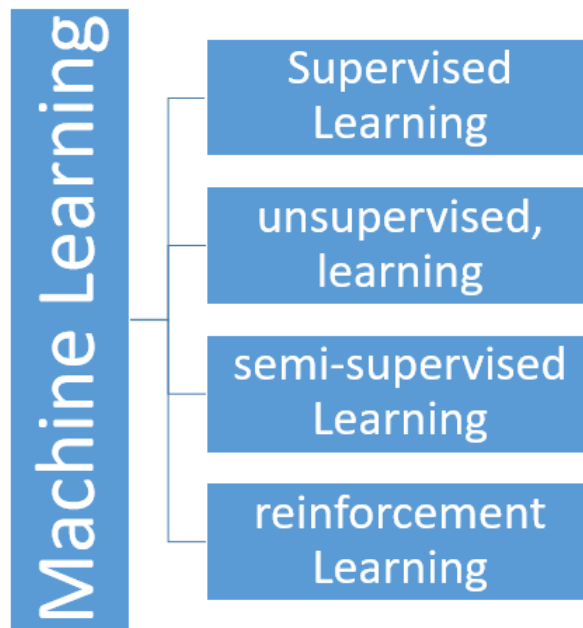 Machine Learning
Supervised
Learning
unsupervised,
learning
semi-supervised
Learning
reinforcement
Learning